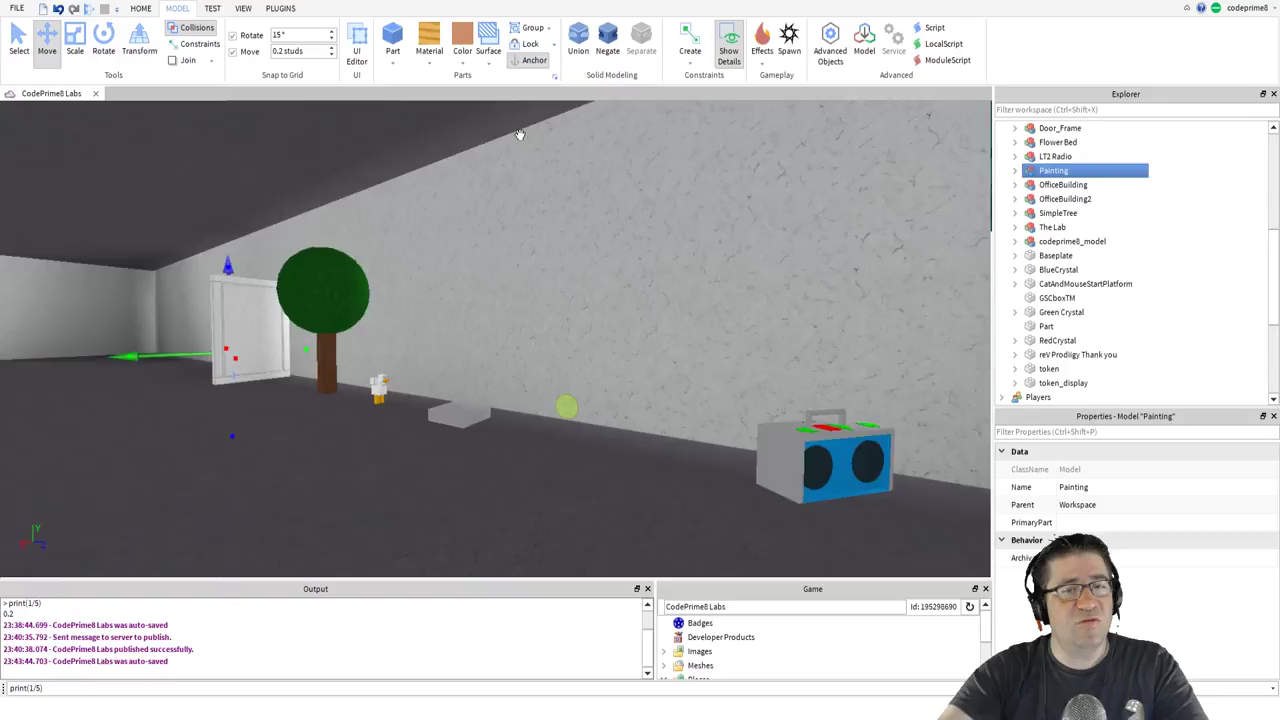 FILE HOME MODEL TEST VIEW PLUGINS codeprime8
Select Move Scale Rotate Transform
Collisions
Constraints
Join
Tools
Rotate 15°
Move 0.2 studs
Snap to Grid
UI Editor
UI
Part Material Color Surface
Group
Lock
Anchor
Parts
Union Negate Separate
Solid Modeling
Create Show Details
Constraints
Effects Spawn
Gameplay
Advanced Objects Model Service
Script
LocalScript
ModuleScript
Advanced
CodePrime8 Labs
Explorer
Filter workspace (Ctrl+Shift+X)
Door_Frame
Flower Bed
LT2 Radio
Painting
OfficeBuilding
OfficeBuilding2
SimpleTree
The Lab
codeprime8_model
Baseplate
BlueCrystal
CatAndMouseStartPlatform
GSCboxTM
Green Crystal
Part
RedCrystal
reV Prodiigy Thank you
token
token_display
Players
Properties - Model "Painting"
Filter Properties (Ctrl+Shift+P)
Data
ClassName Model
Name Painting
Parent Workspace
PrimaryPart
Behavior
Archiv
Y
Output
> print(1/5)
0.2
23:38:44.699 - CodePrime8 Labs was auto-saved
23:40:35.792 - Sent message to server to publish.
23:40:38.074 - CodePrime8 Labs published successfully.
23:43:44.703 - CodePrime8 Labs was auto-saved
Game
CodePrime8 Labs ID: 195298690
Badges
Developer Products
Images
Meshes
print(1/5)